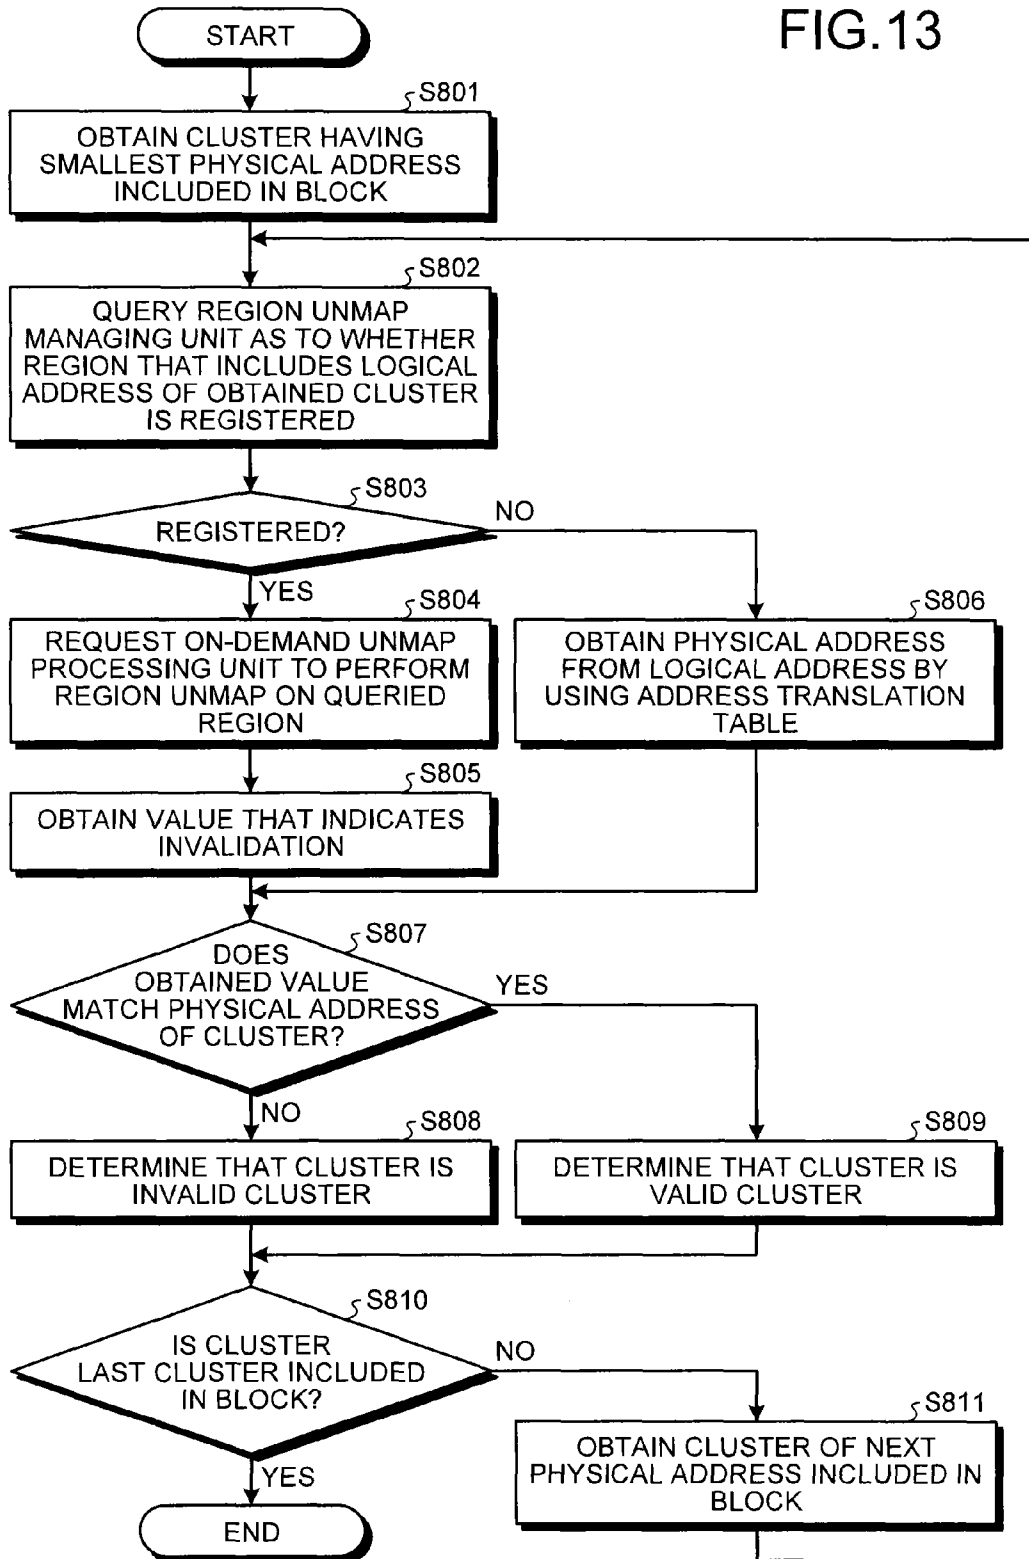 FIG.13
START
S801
OBTAIN CLUSTER HAVING
SMALLEST PHYSICAL ADDRESS
INCLUDED IN BLOCK
S802
QUERY REGION UNMAP
MANAGING UNIT AS TO WHETHER
REGION THAT INCLUDES LOGICAL
ADDRESS OF OBTAINED CLUSTER
IS REGISTERED
S803
REGISTERED?
NO
YES
S804
REQUEST ON-DEMAND UNMAP
PROCESSING UNIT TO PERFORM
REGION UNMAP ON QUERIED
REGION
S806
OBTAIN PHYSICAL ADDRESS
FROM LOGICAL ADDRESS BY
USING ADDRESS TRANSLATION
TABLE
S805
OBTAIN VALUE THAT INDICATES
INVALIDATION
S807
DOES
OBTAINED VALUE
MATCH PHYSICAL ADDRESS
OF CLUSTER?
YES
NO
S808
DETERMINE THAT CLUSTER IS
INVALID CLUSTER
S809
DETERMINE THAT CLUSTER IS
VALID CLUSTER
S810
IS CLUSTER
LAST CLUSTER INCLUDED
IN BLOCK?
NO
YES
S811
OBTAIN CLUSTER OF NEXT
PHYSICAL ADDRESS INCLUDED IN
BLOCK
END